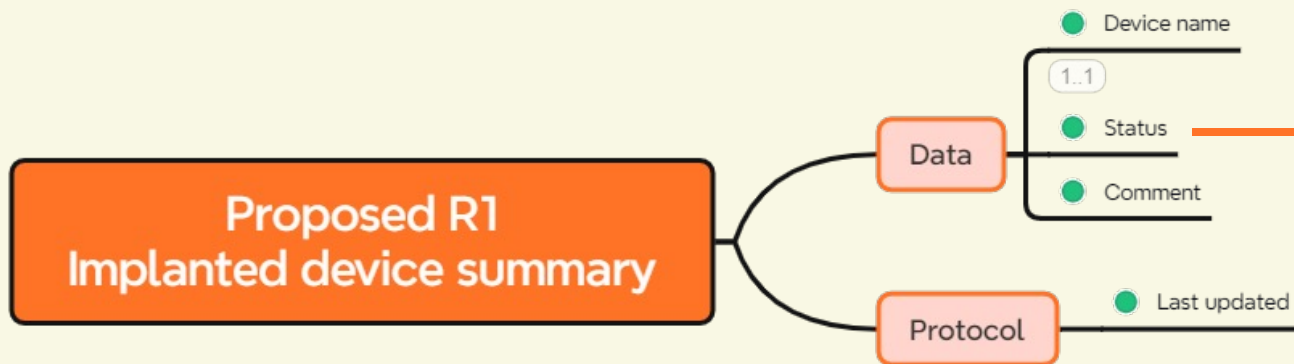 Device name
1..1
Status
Data
Comment
Proposed R1
Implanted device summary
Last updated
Protocol